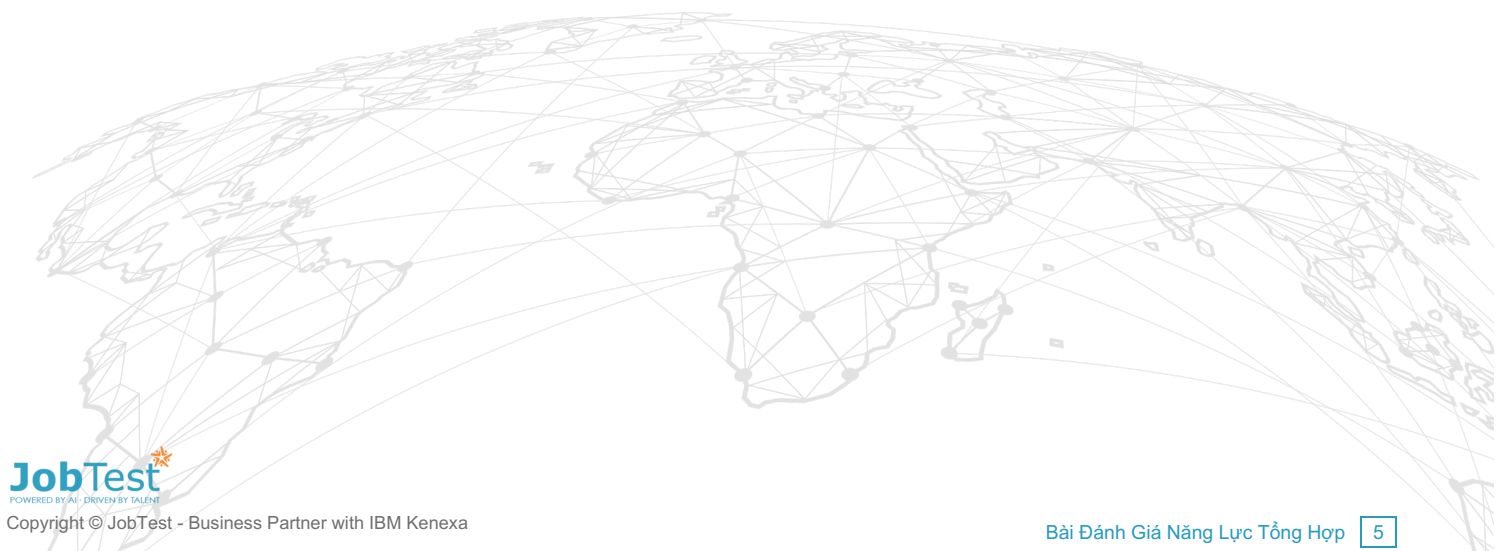 JobTest
POWERED BY AI - DRIVEN BY TALENT
Copyright © JobTest - Business Partner with IBM Kenexa
Bài Đánh Giá Năng Lực Tổng Hợp 5